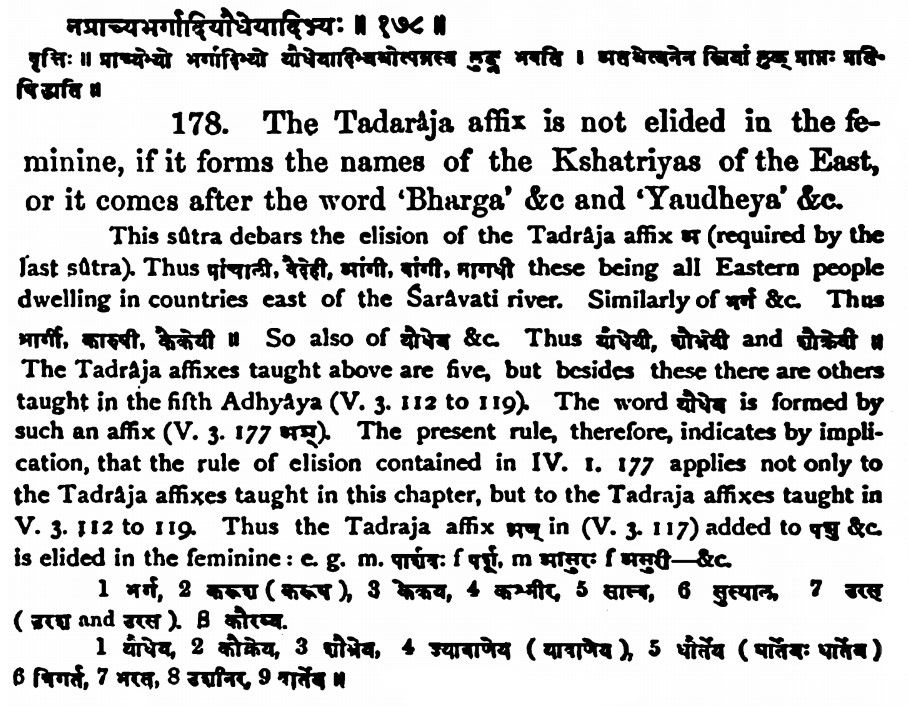 नप्राच्यभर्गादियौधेयादिभ्यः ॥ १७८ ॥
वृत्तिः ॥ प्राच्येभ्यो भर्गादिभ्यो यौधेयादिभ्यश्चोत्पन्नस्य लुङ् न भवति । अतश्चेत्यनेन स्त्रियां लुक् प्राप्तः प्रति-
षिद्ध्यति ॥
178. The Tadarâja affix is not elided in the fe-
minine, if it forms the names of the Kshatriyas of the East,
or it comes after the word 'Bharga' &c and 'Yaudheya' &c.
This sûtra debars the elision of the Tadrâja affix अ (required by the
last sûtra). Thus पांचाली, वैदेही, आंगी, वांगी, मागधी these being all Eastern people
dwelling in countries east of the Śarâvati river. Similarly of भर्ग &c. Thus
भार्गी, कारुषी, कैकेयी ॥ So also of यौधेय &c. Thus यौधेयी, शौभ्रेयी and शौक्रेयी ॥
The Tadrâja affixes taught above are five, but besides these there are others
taught in the fifth Adhyâya (V. 3. 112 to 119). The word यौधेय is formed by
such an affix (V. 3. 177 अञ्). The present rule, therefore, indicates by impli-
cation, that the rule of elision contained in IV. 1. 177 applies not only to
the Tadrâja affixes taught in this chapter, but to the Tadraja affixes taught in
V. 3. 112 to 119. Thus the Tadraja affix अण् in (V. 3. 117) added to पर्शु &c.
is elided in the feminine : e. g. m. पार्शवः f पर्शू, m आसुरः f असुरी—&c.
1 भर्ग, 2 करूश (करूष), 3 केकय, 4 कश्मीर, 5 साल्व, 6 सुस्थाल, 7 उरस्
(उरश and उरस). 8 कौरव्य.
1 यौधेय, 2 कौक्रेय, 3 शौभ्रेय, 4 ज्याबाणेय (यावाणेय), 5 धौर्तेय (घार्तेयः धार्तेय)
6 त्रिगर्त, 7 भरत, 8 उशीनर, 9 वार्तेय ॥